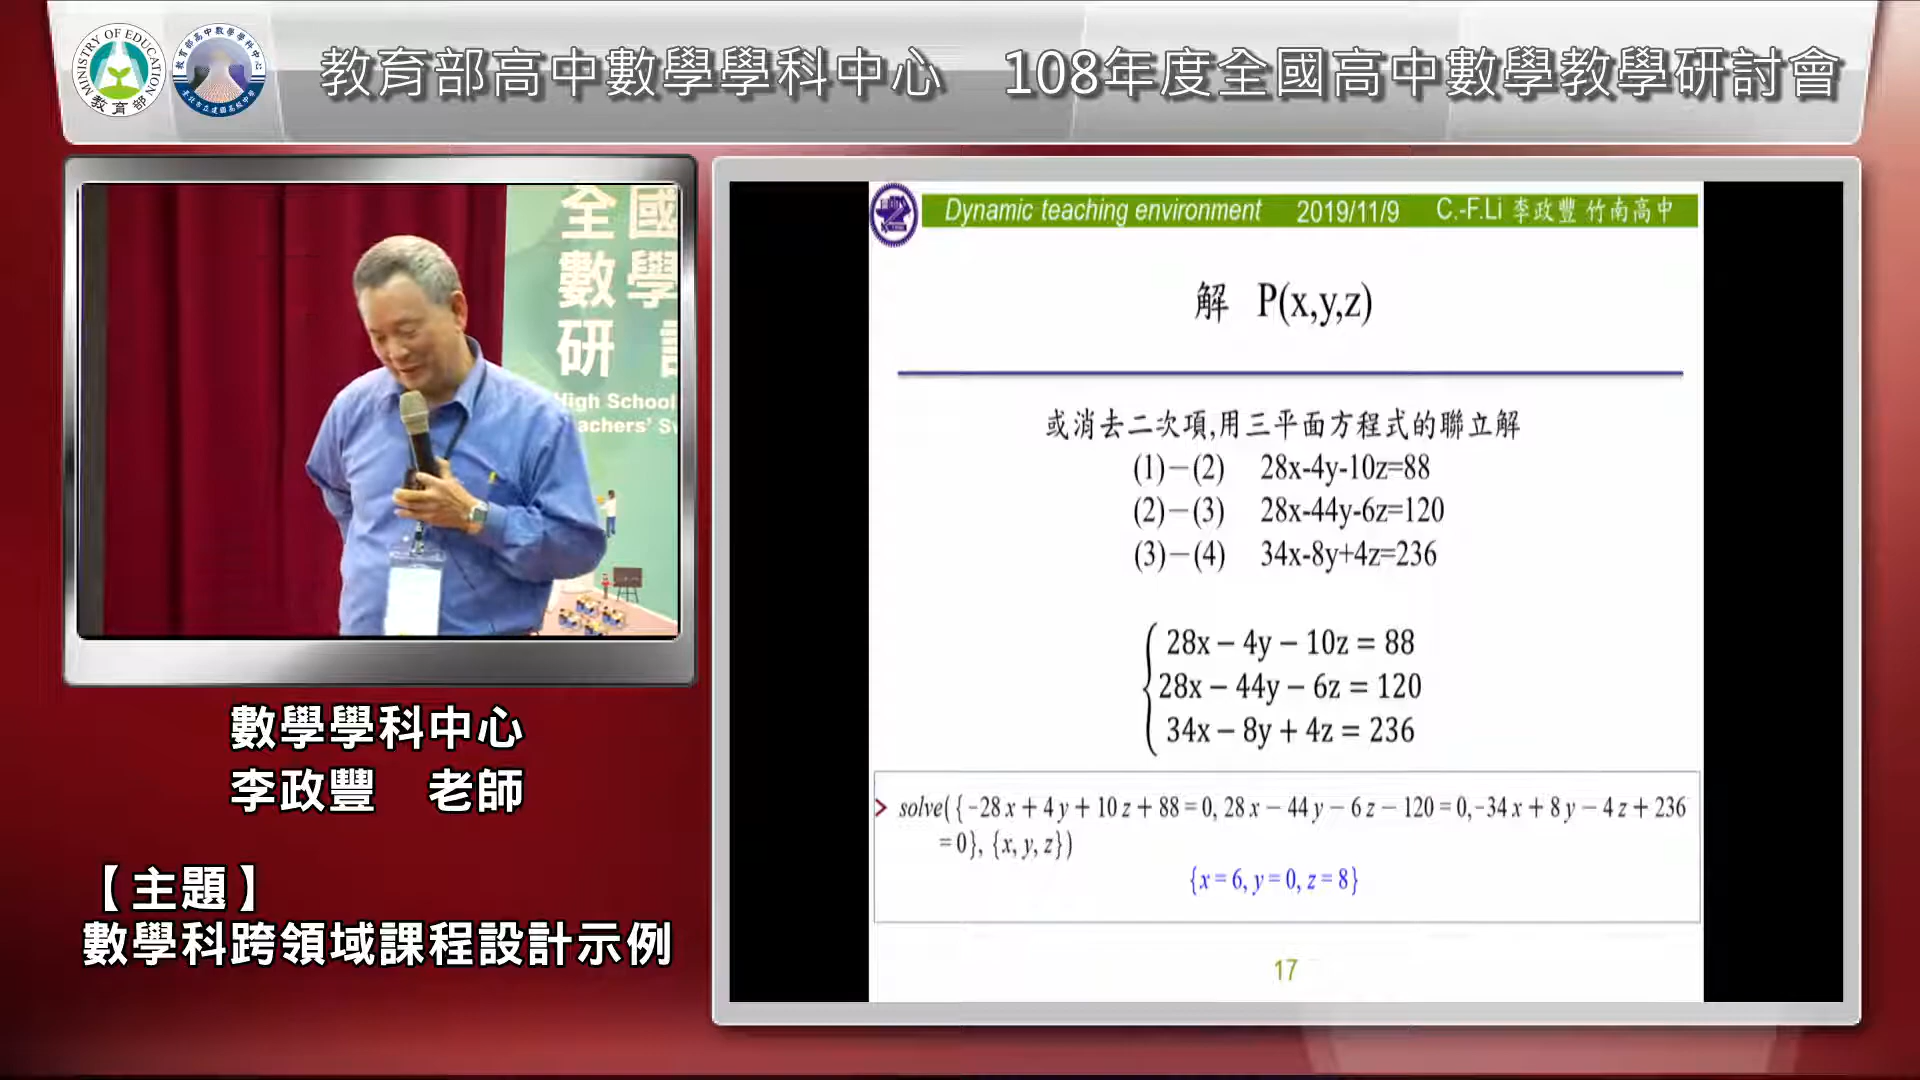 MINISTRY OF EDUCATION
教育部
教育部高中數學學科中心 108年度全國高中數學教學研討會
全國
數學
研
High School
achers' S
數學學科中心
李政豐 老師
【主題】
數學科跨領域課程設計示例
Dynamic teaching environment 2019/11/9 C.-F.Li 李政豐 竹南高中
解 P(x,y,z)
或消去二次項,用三平面方程式的聯立解
(1)－(2) 28x-4y-10z=88
(2)－(3) 28x-44y-6z=120
(3)－(4) 34x-8y+4z=236
28x − 4y − 10z = 88
28x − 44y − 6z = 120
34x − 8y + 4z = 236
> solve({−28x + 4y + 10z + 88 = 0, 28x − 44y − 6z − 120 = 0, −34x + 8y − 4z + 236
= 0}, {x, y, z})
{x = 6, y = 0, z = 8}
17